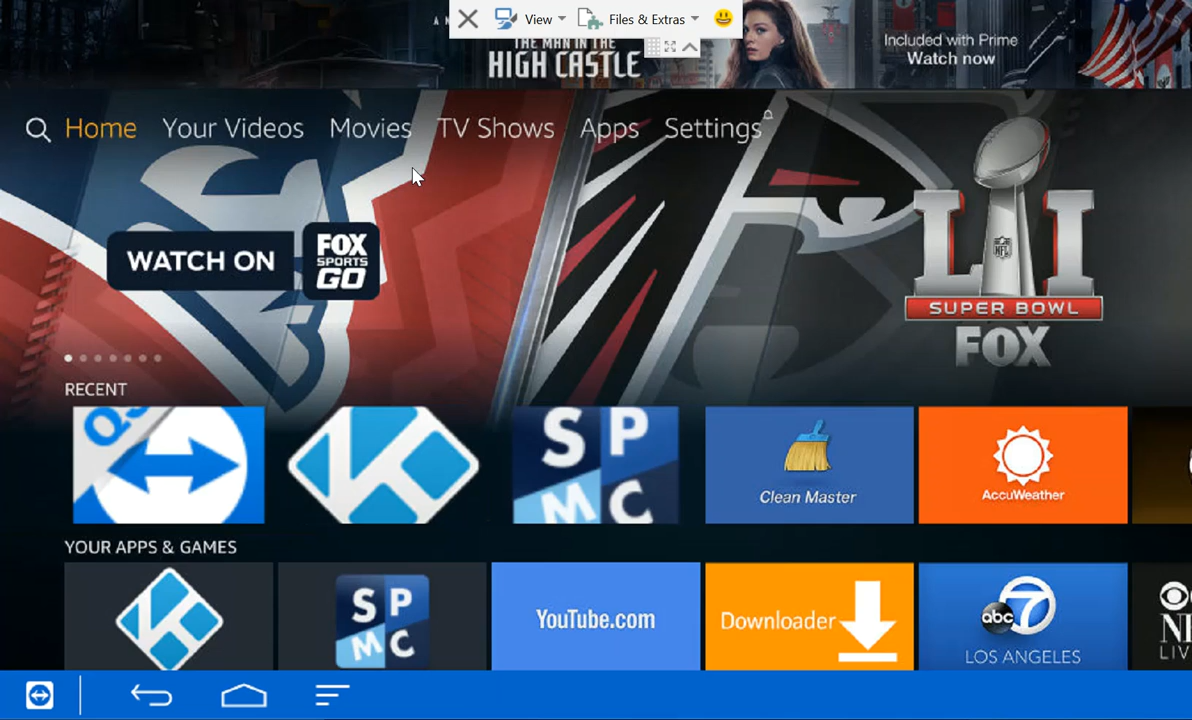 View
Files & Extras
THE MAN IN THE
HIGH CASTLE
Included with Prime
Watch now
Home Your Videos Movies TV Shows Apps Settings
WATCH ON
FOX
SPORTS
GO
LI
NFL
SUPER BOWL
FOX
RECENT
QS
S P
M C
Clean Master
AccuWeather
YOUR APPS & GAMES
S P
M C
YouTube.com
Downloader
abc 7
LOS ANGELES